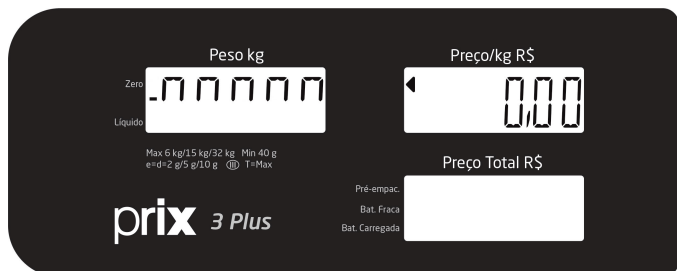 Peso kg
Preço/kg R$
Zero
Líquido
0,00
Max 6 kg/15 kg/32 kg Min 40 g
e=d=2 g/5 g/10 g III T=Max
Preço Total R$
Pré-empac.
Bat. Fraca
Bat. Carregada
prix 3 Plus